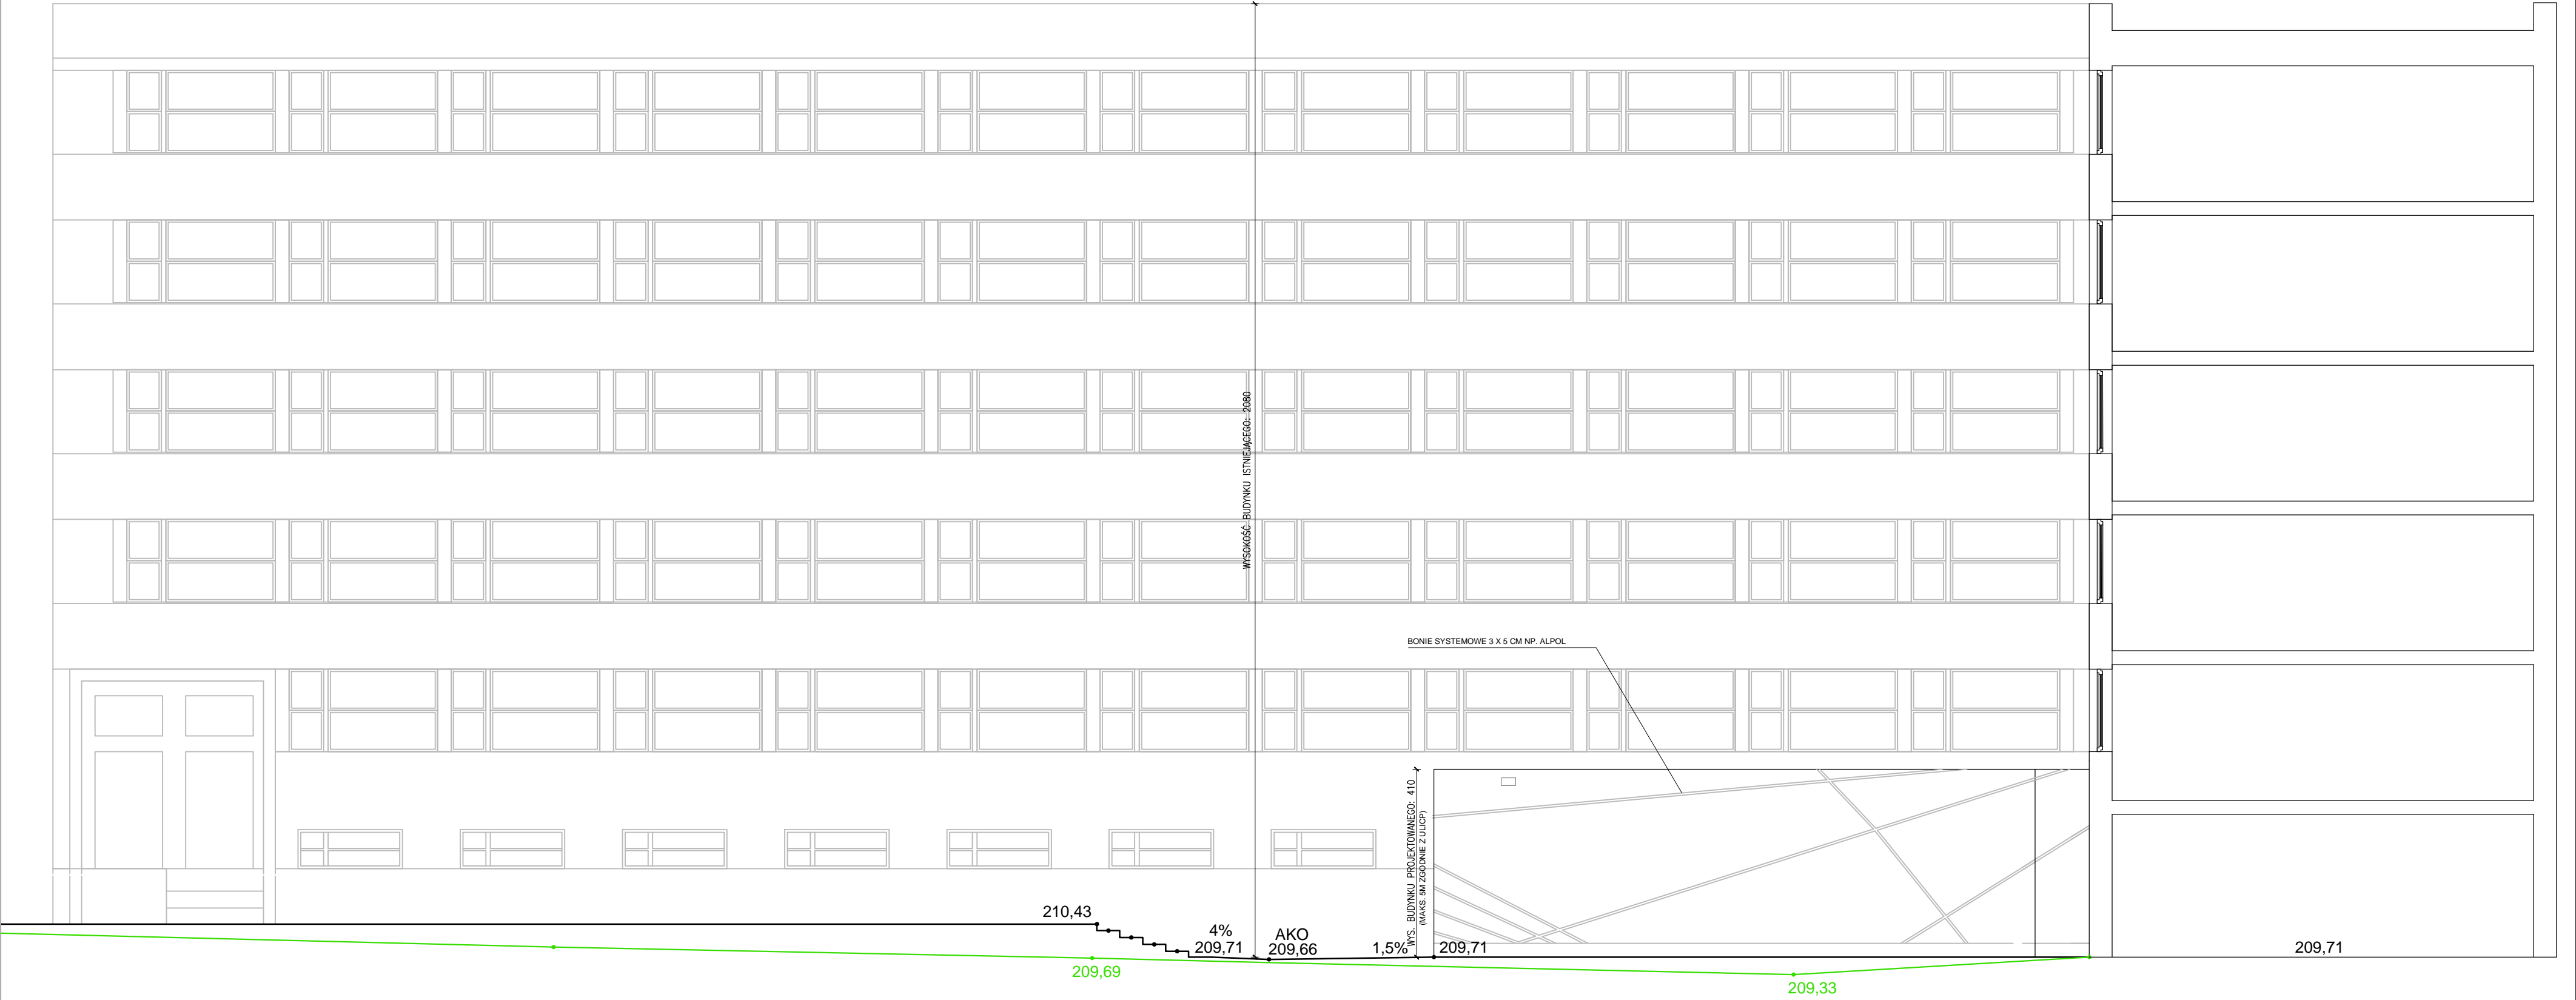 WYSOKOŚĆ BUDYNKU ISTNIEJĄCEGO: 2080
BONIE SYSTEMOWE 3 X 5 CM NP. ALPOL
WYS. BUDYNKU PROJEKTOWANEGO: 410
(MAKS. 5M ZGODNIE Z ULICP)
210,43
4%
209,71
AKO
209,66
1,5%
209,71
209,71
209,69
209,33